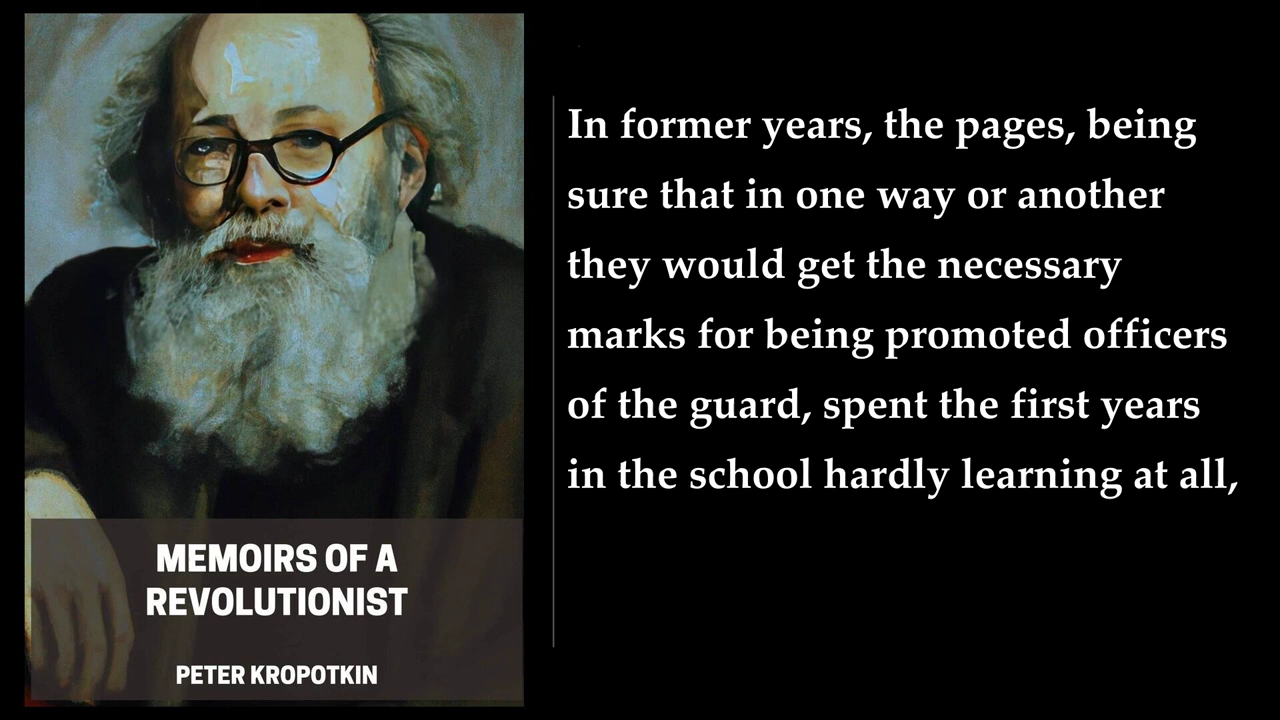 MEMOIRS OF A
REVOLUTIONIST
PETER KROPOTKIN
In former years, the pages, being
sure that in one way or another
they would get the necessary
marks for being promoted officers
of the guard, spent the first years
in the school hardly learning at all,